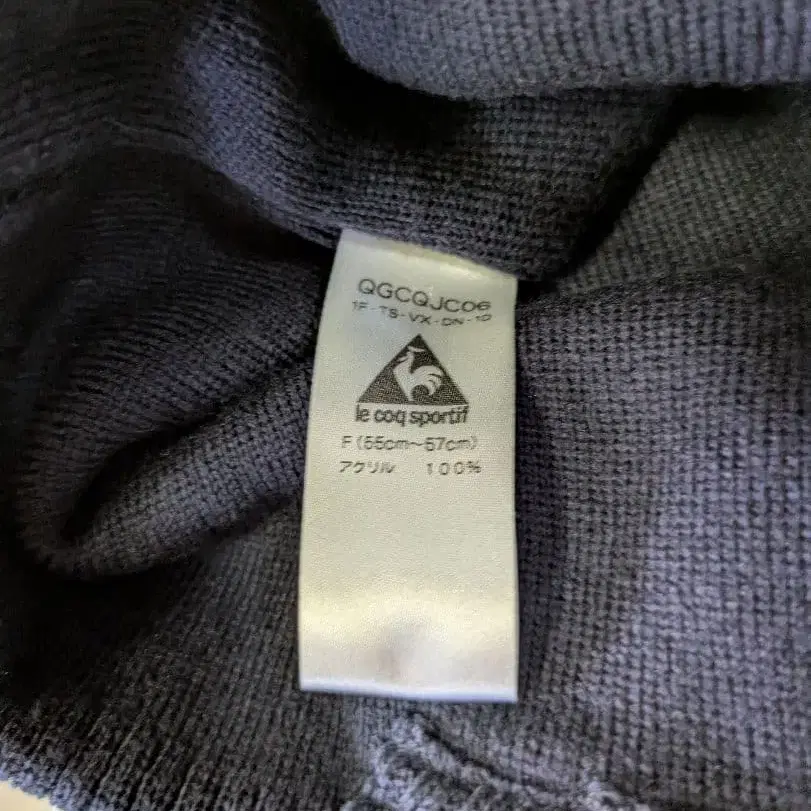 QGCQJC06
1F-TS-VX-DN-10
le coq sportif
F(55cm〜57cm)
アクリル 100%